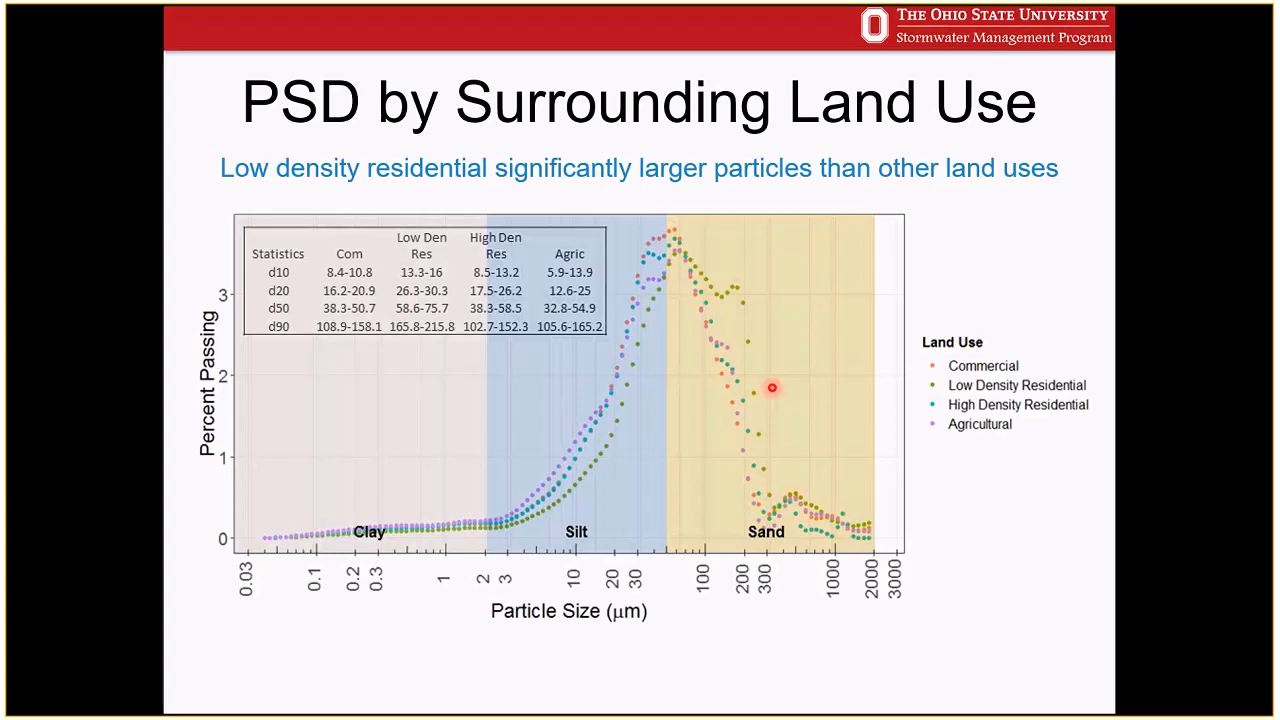 THE OHIO STATE UNIVERSITY
Stormwater Management Program
PSD by Surrounding Land Use
Low density residential significantly larger particles than other land uses
Low Den High Den
Statistics Com Res Res Agric
d10 8.4-10.8 13.3-16 8.5-13.2 5.9-13.9
d20 16.2-20.9 26.3-30.3 17.5-26.2 12.6-25
d50 38.3-50.7 58.6-75.7 38.3-58.5 32.8-54.9
d90 108.9-158.1 165.8-215.8 102.7-152.3 105.6-165.2
Percent Passing
3
2
1
0
Clay Silt Sand
0.03 0.1 0.2 0.3 1 2 3 10 20 30 100 200 300 1000 2000 3000
Particle Size (μm)
Land Use
Commercial
Low Density Residential
High Density Residential
Agricultural